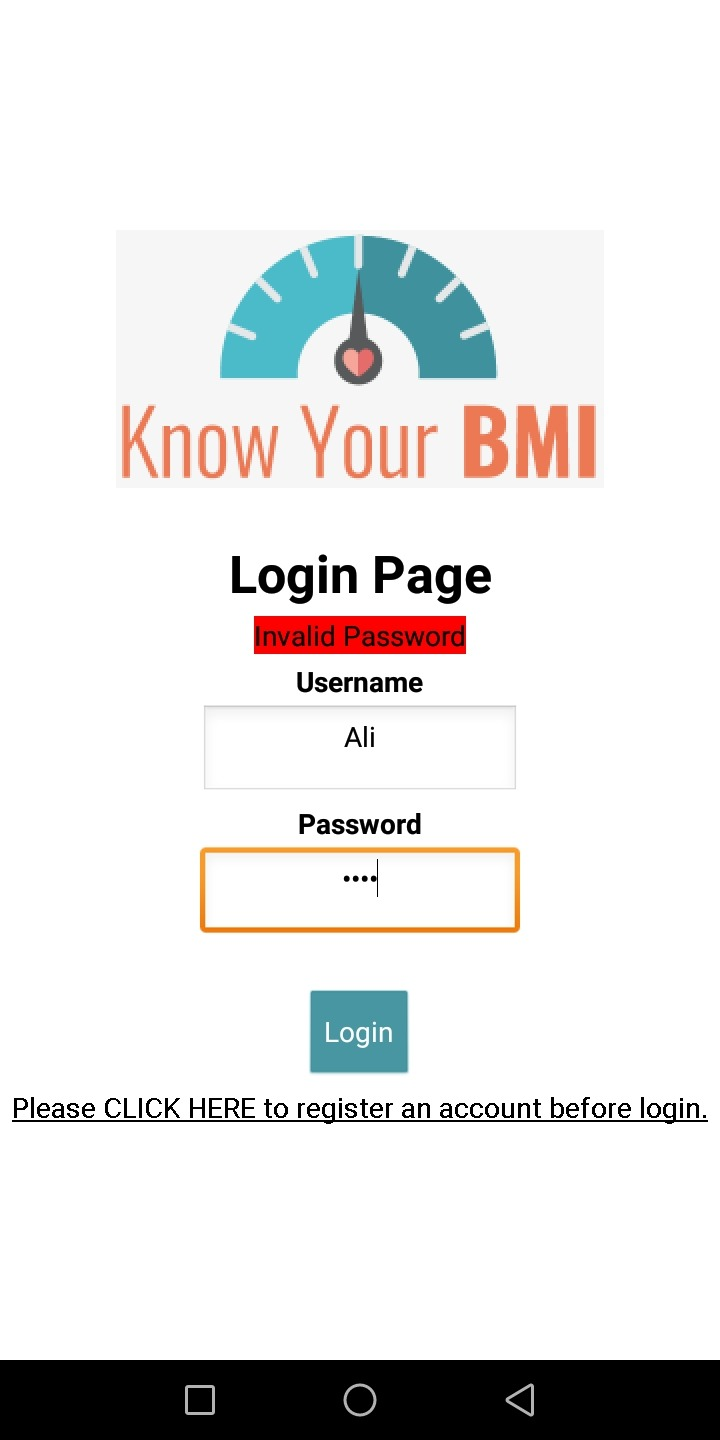 Know Your BMI
Login Page
Invalid Password
Username
Ali
Password
••••
Login
Please CLICK HERE to register an account before login.